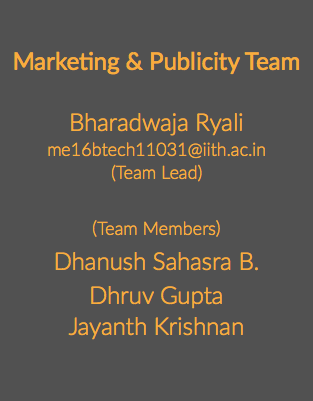 Marketing & Publicity Team
Bharadwaja Ryali
me16btech11031@iith.ac.in
(Team Lead)
(Team Members)
Dhanush Sahasra B.
Dhruv Gupta
Jayanth Krishnan